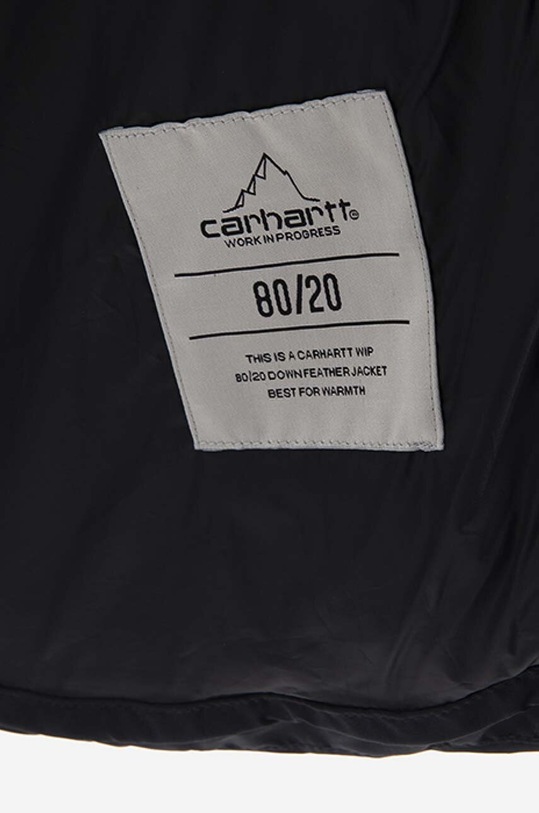 carhartt©
WORK IN PROGRESS
80/20
THIS IS A CARHARTT WIP
80/20 DOWN FEATHER JACKET
BEST FOR WARMTH